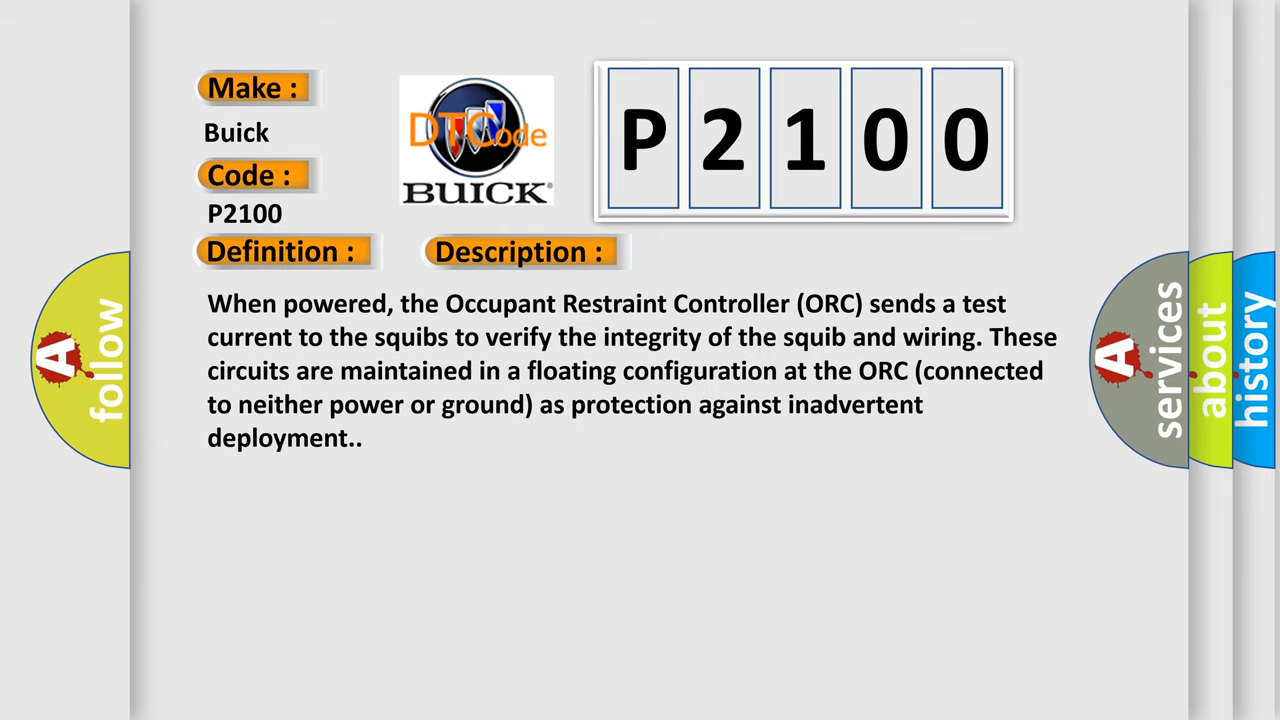 Make :
Buick
Code :
P2100
Definition :
Description :
DTCode
BUICK®
P 2 1 0 0
When powered, the Occupant Restraint Controller (ORC) sends a test
current to the squibs to verify the integrity of the squib and wiring. These
circuits are maintained in a floating configuration at the ORC (connected
to neither power or ground) as protection against inadvertent
deployment..
A follow
A services
about
history